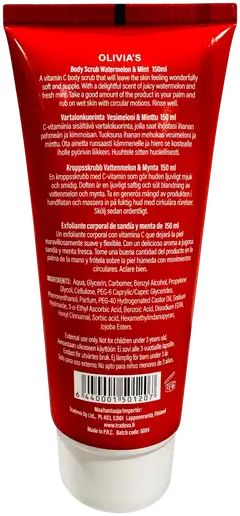 OLIVIA'S
Body Scrub Watermelon & Mint 150ml
A vitamin C body scrub that will leave the skin feeling wonderfully
soft and supple. With a delightful scent of juicy watermelon and
fresh mint. Take a good amount of the product in your palm and
rub on wet skin with circular motions. Rinse well.
Vartalonkuorinta Vesimeloni & Minttu 150 ml
C-vitamiinia sisältävä vartalonkuorinta, jolla saat ihostasi ihanan
pehmeän ja kimmoisan. Tuoksuna ihanan mehukas vesimeloni ja
minttu. Ota ainetta runsaasti kämmenelle ja hiero se kostealle
iholle pyörivin liikkein. Huuhtele sitten huolellisesti.
Kroppsskrubb Vattenmelon & Mynta 150 ml
En kroppsskrubb med C-vitamin som gör huden ljuvligt mjuk
och smidig. Doften är en ljuvligt saftig och söt blandning av
vattenmelon och mynta. Ta en generös mängd av produkten i
handflatan och massera in på fuktig hud med cirkulära rörelser.
Skölj sedan ordentligt.
Exfoliante corporal de sandía y menta de 150 ml
Un exfoliante corporal con vitamina C que dejará la piel
maravillosamente suave y flexible. Con un delicioso aroma a jugosa
sandía y menta fresca. Tome una buena cantidad del producto en la
palma de la mano y frótela sobre la piel húmeda con movimientos
circulares. Aclare bien.
INGREDIENTS: Aqua, Glycerin, Carbomer, Benzyl Alcohol, Propylene
Glycol, Cellulose, PEG-6 Caprylic/Capric Glycerides,
Phenoxyethanol, Parfum, PEG-40 Hydrogenated Castor Oil, Sodium
Hydroxide, 3-o-Ethyl Ascorbic Acid, Benzoic Acid, Disodium EDTA,
Hexyl Cinnamal, Sorbic Acid, Hexamethylindanopyran,
Jojoba Esters.
External use only. Not for children under 3 years old.
Ainoastaan ulkoiseen käyttöön. Ei alle 3-vuotiaille lapsille.
Endast för utvärtes bruk. Ej lämplig för barn under 3 år.
Solo para uso externo. No es apto para niños menores de 3 años.
6 440001 501207
Maahantuoja/Importör:
Tradeva Oy, PL 483, 53101 Lappeenranta, Finland
www.tradeva.fi
Made in P.R.C. Batch code: 5004